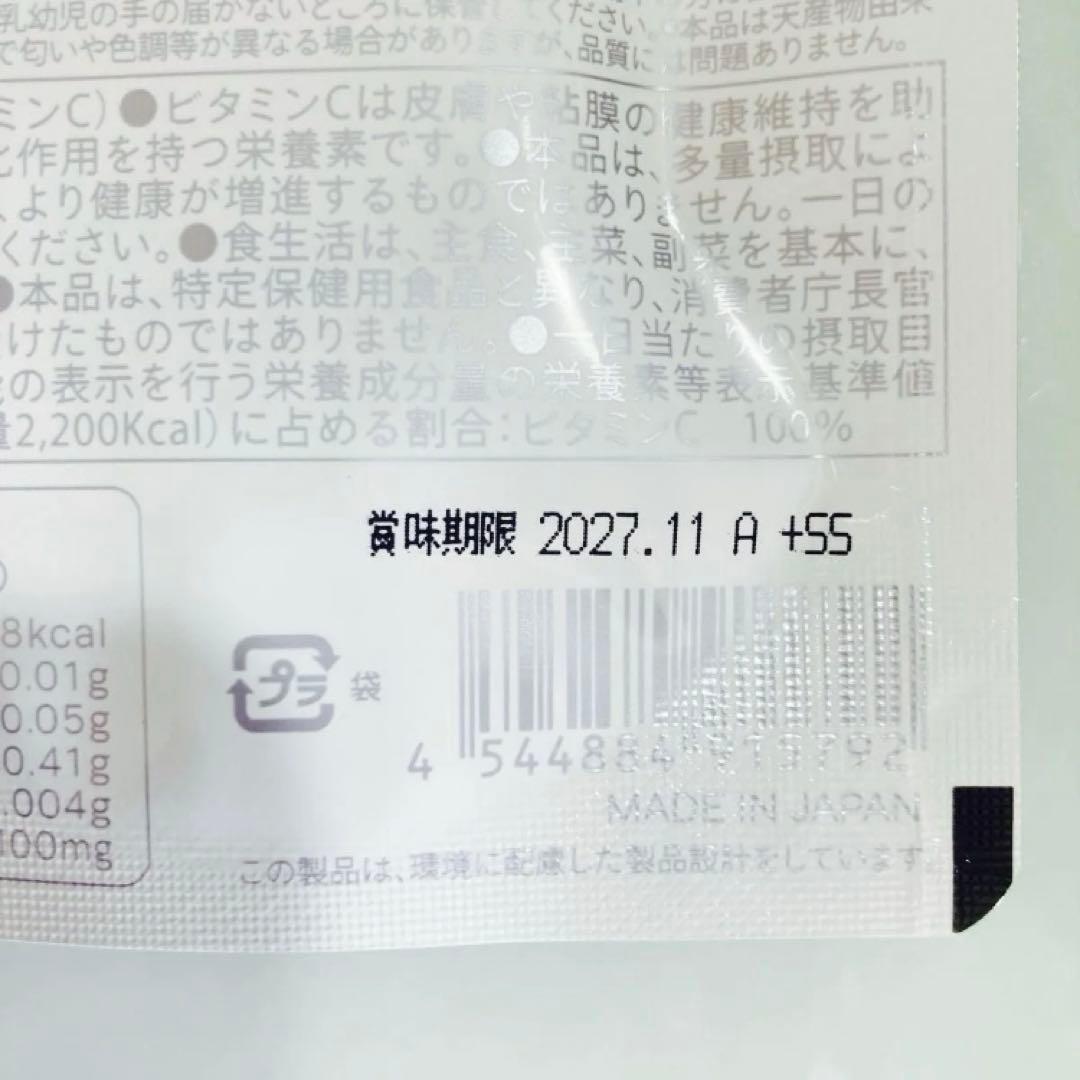 乳幼児の手の届かないところに保管してください。●本品は天産物由来
で匂いや色調等が異なる場合がありますが、品質には問題ありません。
ミンC)●ビタミンCは皮膚や粘膜の健康維持を助
化作用を持つ栄養素です。●本品は、多量摂取によ
、より健康が増進するものではありません。一日の
ください。●食生活は、主食、主菜、副菜を基本に、
●本品は、特定保健用食品と異なり、消費者庁長官
けたものではありません。●一日当たりの摂取目
の表示を行う栄養成分量の栄養素等表示基準値
量2,200Kcal)に占める割合:ビタミンC 100%
賞味期限 2027.11 A +SS
8kcal
0.01g
0.05g
0.41g
.004g
100mg
プラ 袋
4 544884 913792
MADE IN JAPAN
この製品は、環境に配慮した製品設計をしています。